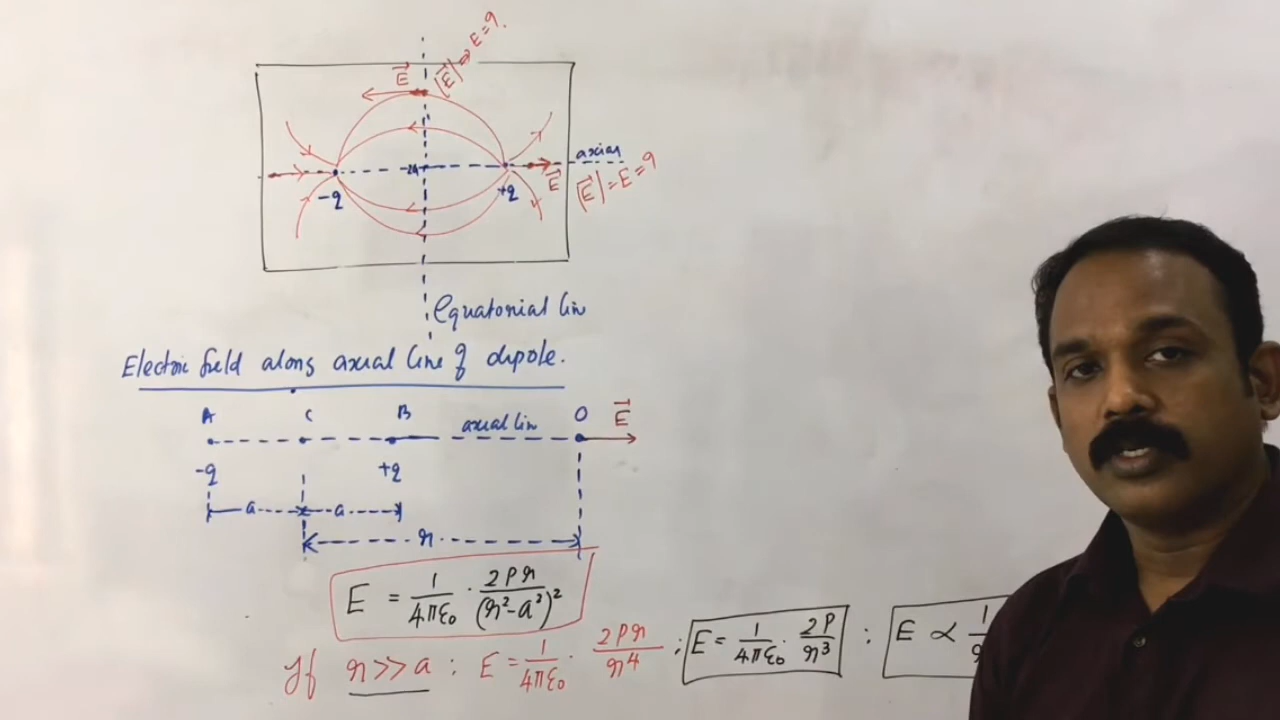 E⃗ |E⃗| ⇒ E = ?
axial
2a
-q +q E⃗ |E⃗| = E = ?
Equatorial lin
Electric field along axial line of dipole.
A C B axial lin O E⃗
-q +q
a a
r
E = 1/4πε₀ · 2Pr/(r²-a²)²
If r >> a : E = 1/4πε₀ · 2Pr/r⁴ ; E = 1/4πε₀ · 2P/r³ : E ∝ 1/